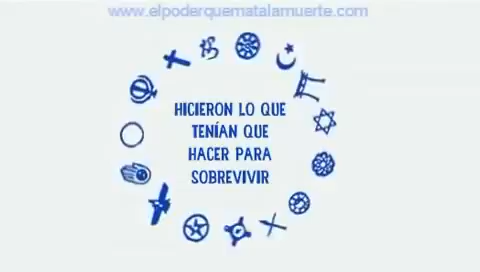 www.elpoderquematalamuerte.com
HICIERON LO QUE
TENÍAN QUE
HACER PARA
SOBREVIVIR